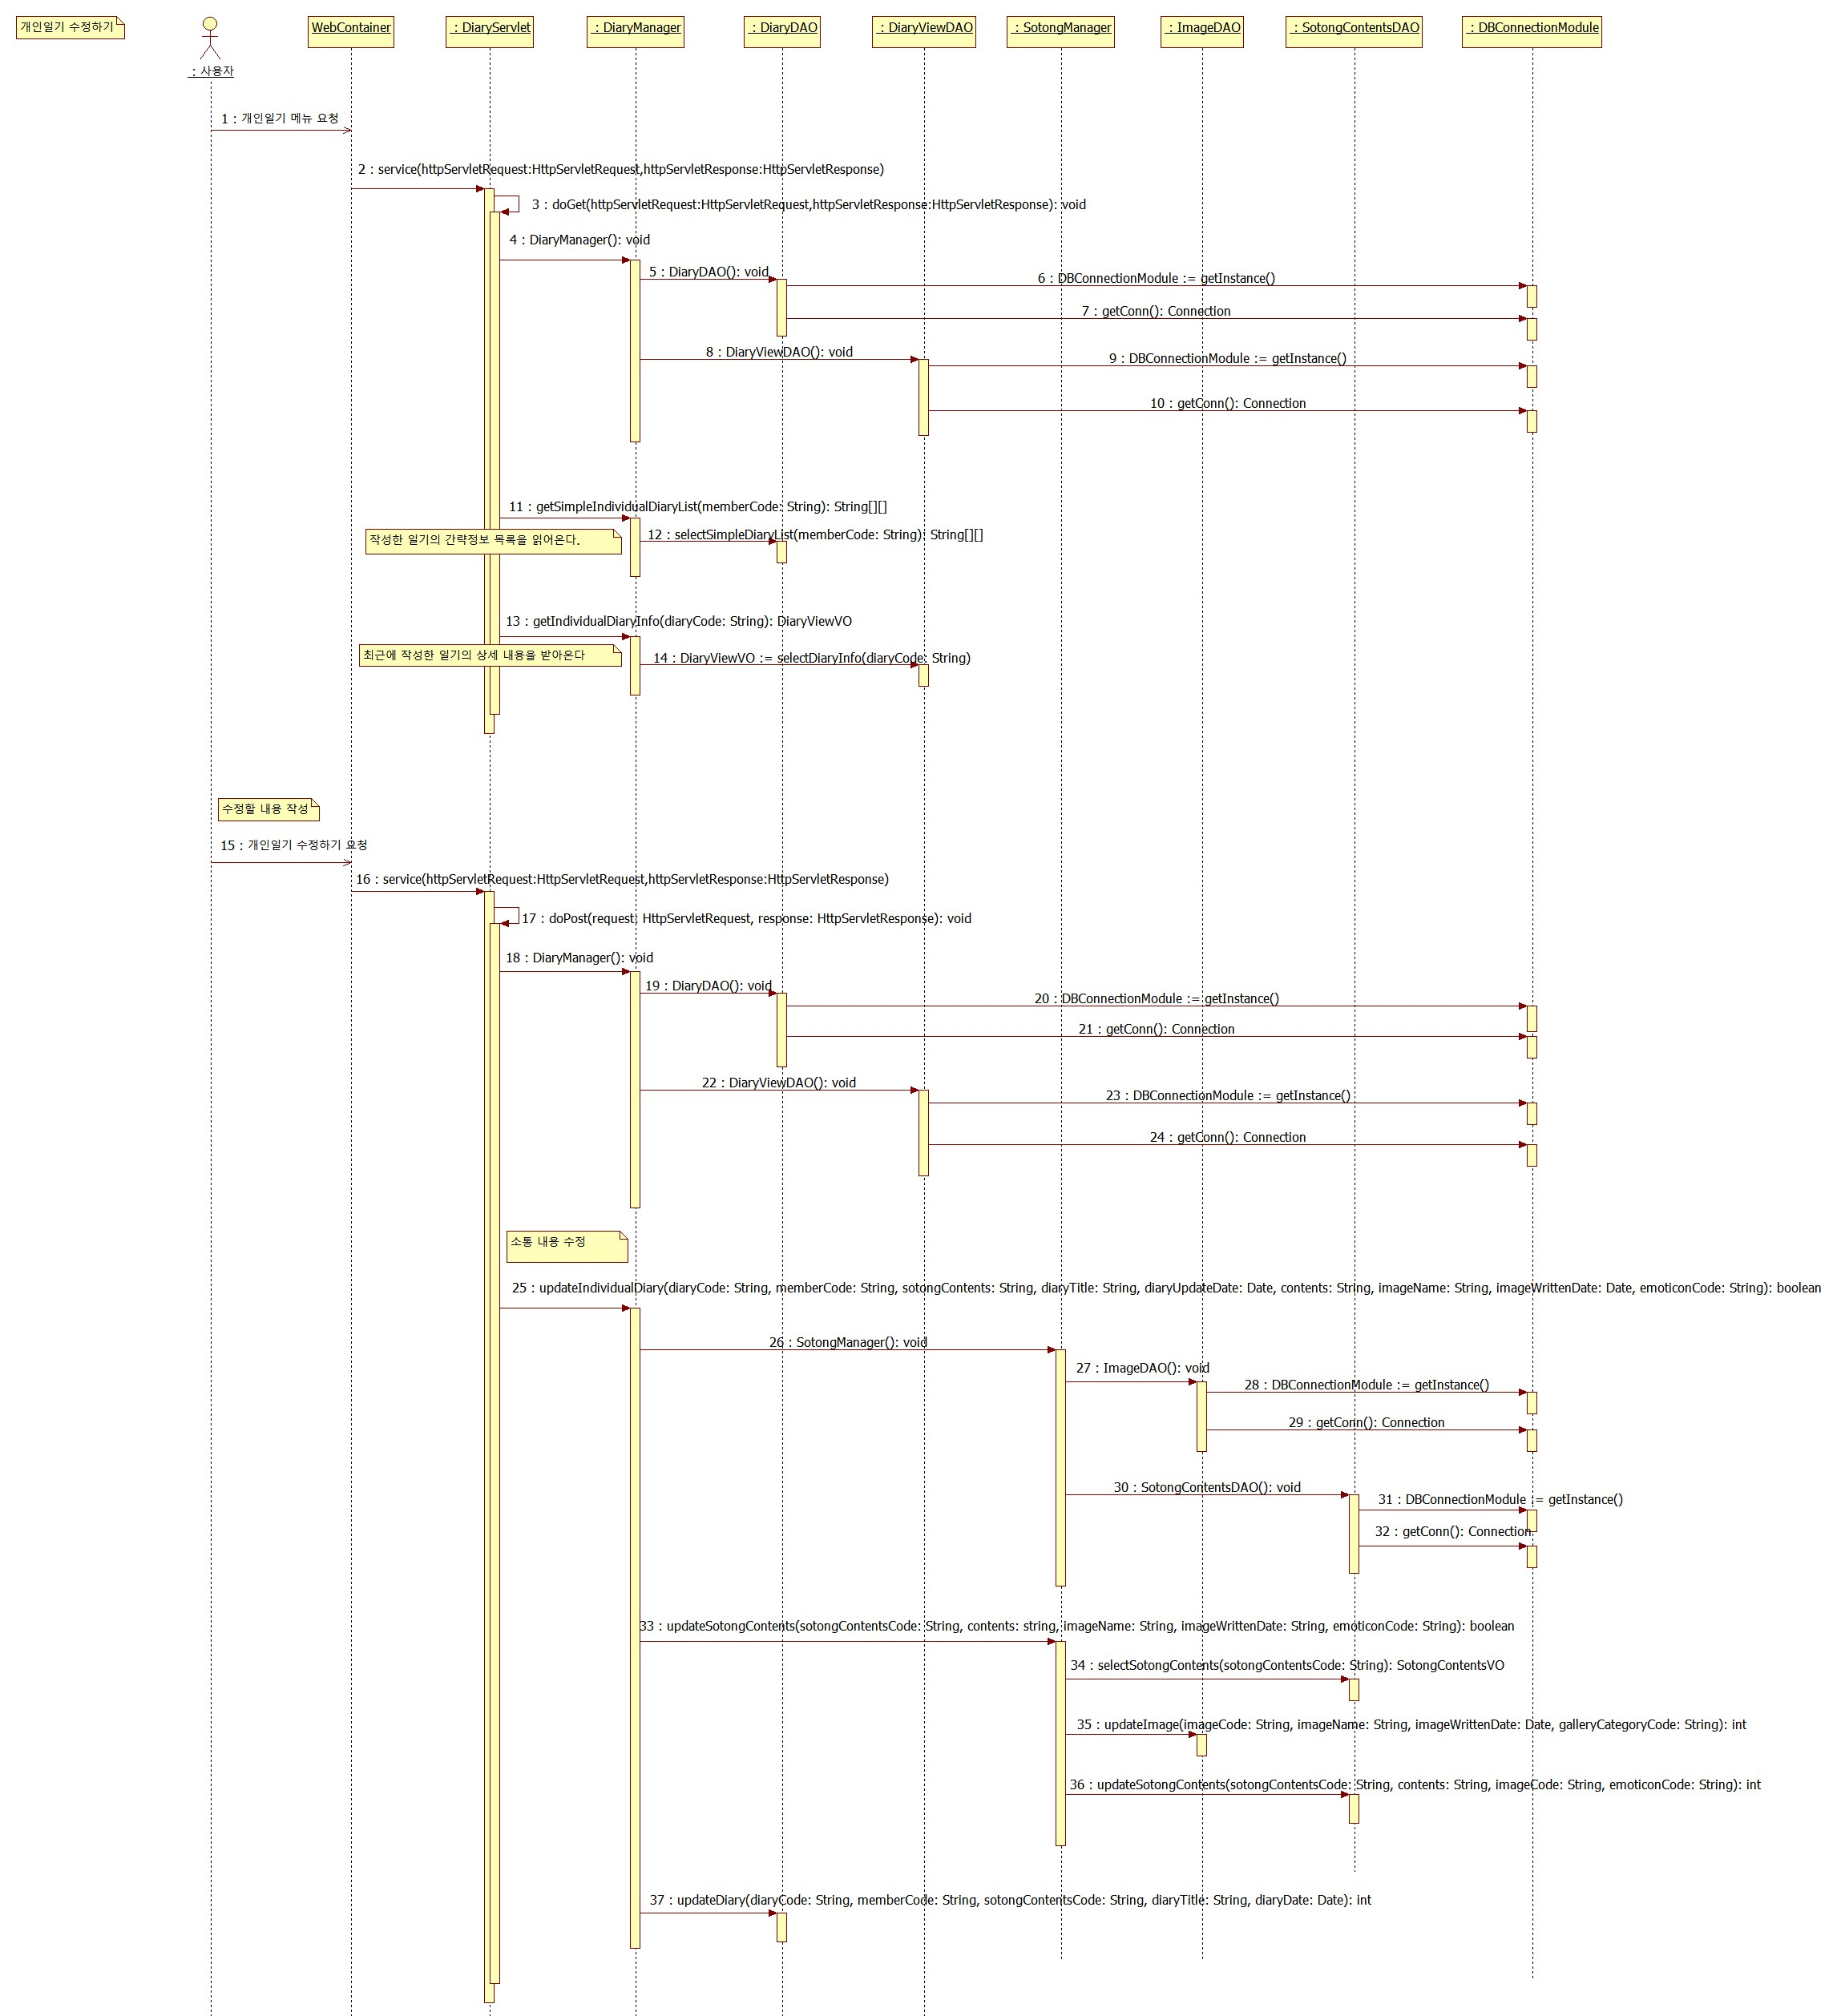 개인일기 수정하기
: 사용자
WebContainer
: DiaryServlet
: DiaryManager
: DiaryDAO
: DiaryViewDAO
: SotongManager
: ImageDAO
: SotongContentsDAO
: DBConnectionModule
1 : 개인일기 메뉴 요청
2 : service(httpServletRequest:HttpServletRequest,httpServletResponse:HttpServletResponse)
3 : doGet(httpServletRequest:HttpServletRequest,httpServletResponse:HttpServletResponse): void
4 : DiaryManager(): void
5 : DiaryDAO(): void
6 : DBConnectionModule := getInstance()
7 : getConn(): Connection
8 : DiaryViewDAO(): void
9 : DBConnectionModule := getInstance()
10 : getConn(): Connection
11 : getSimpleIndividualDiaryList(memberCode: String): String[][]
작성한 일기의 간략정보 목록을 읽어온다.
12 : selectSimpleDiaryList(memberCode: String): String[][]
13 : getIndividualDiaryInfo(diaryCode: String): DiaryViewVO
최근에 작성한 일기의 상세 내용을 받아온다
14 : DiaryViewVO := selectDiaryInfo(diaryCode: String)
수정할 내용 작성
15 : 개인일기 수정하기 요청
16 : service(httpServletRequest:HttpServletRequest,httpServletResponse:HttpServletResponse)
17 : doPost(request: HttpServletRequest, response: HttpServletResponse): void
18 : DiaryManager(): void
19 : DiaryDAO(): void
20 : DBConnectionModule := getInstance()
21 : getConn(): Connection
22 : DiaryViewDAO(): void
23 : DBConnectionModule := getInstance()
24 : getConn(): Connection
소통 내용 수정
25 : updateIndividualDiary(diaryCode: String, memberCode: String, sotongContents: String, diaryTitle: String, diaryUpdateDate: Date, contents: String, imageName: String, imageWrittenDate: Date, emoticonCode: String): boolean
26 : SotongManager(): void
27 : ImageDAO(): void
28 : DBConnectionModule := getInstance()
29 : getConn(): Connection
30 : SotongContentsDAO(): void
31 : DBConnectionModule := getInstance()
32 : getConn(): Connection
33 : updateSotongContents(sotongContentsCode: String, contents: string, imageName: String, imageWrittenDate: String, emoticonCode: String): boolean
34 : selectSotongContents(sotongContentsCode: String): SotongContentsVO
35 : updateImage(imageCode: String, imageName: String, imageWrittenDate: Date, galleryCategoryCode: String): int
36 : updateSotongContents(sotongContentsCode: String, contents: String, imageCode: String, emoticonCode: String): int
37 : updateDiary(diaryCode: String, memberCode: String, sotongContentsCode: String, diaryTitle: String, diaryDate: Date): int